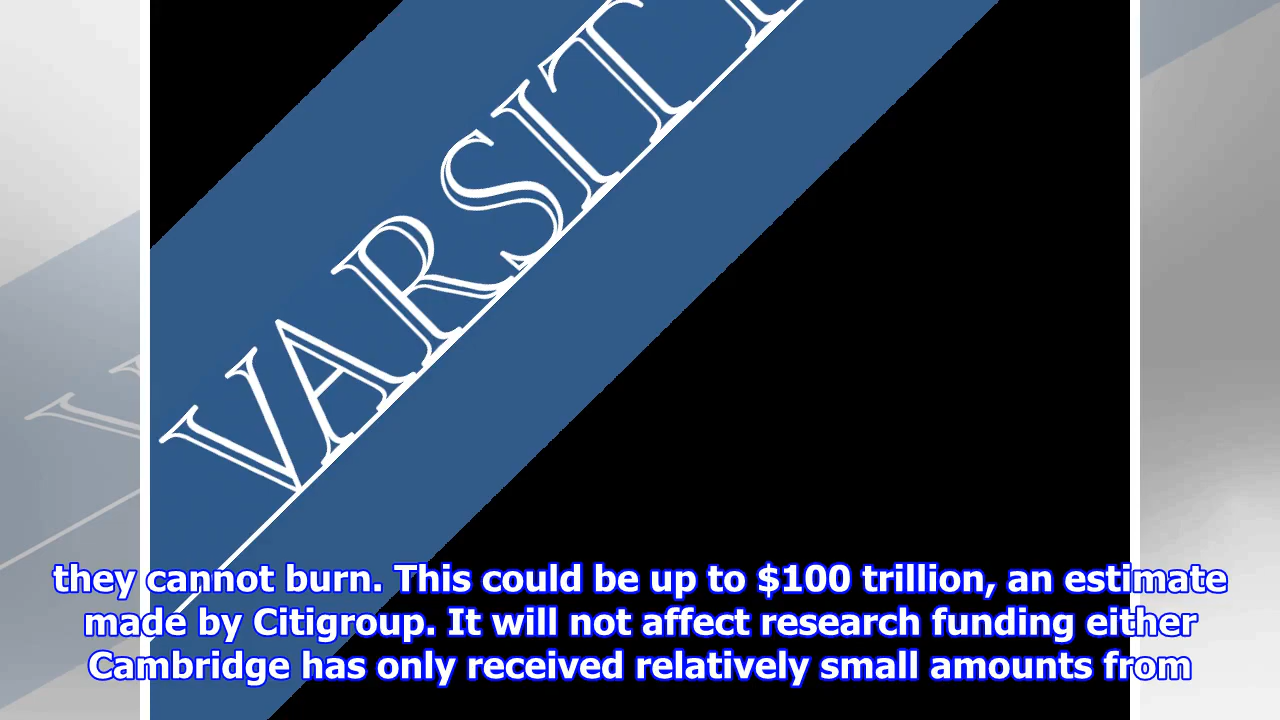 VARSIT
they cannot burn. This could be up to $100 trillion, an estimate
made by Citigroup. It will not affect research funding either
Cambridge has only received relatively small amounts from